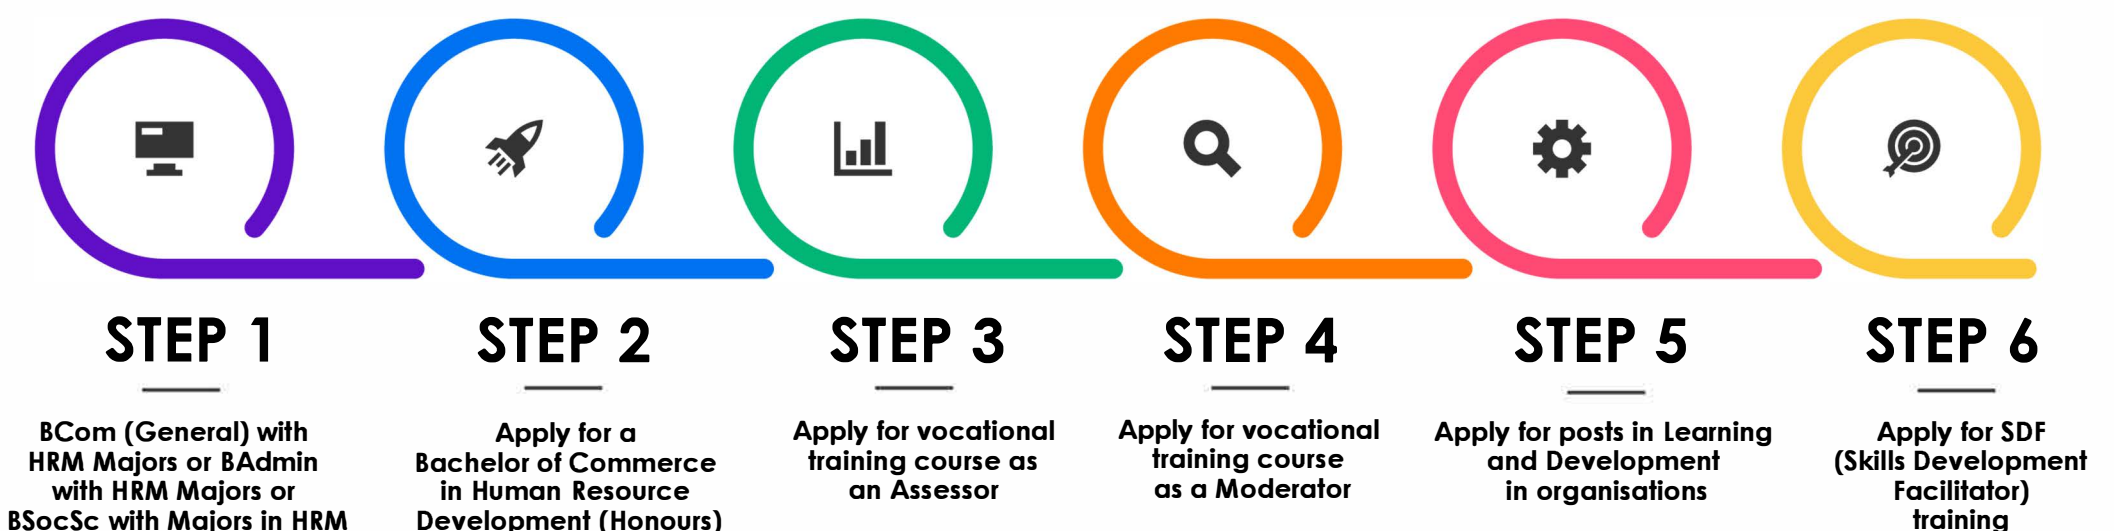 STEP 1
BCom (General) with
HRM Majors or BAdmin
with HRM Majors or
BSocSc with Majors in HRM
STEP 2
Apply for a
Bachelor of Commerce
in Human Resource
Development (Honours)
STEP 3
Apply for vocational
training course as
an Assessor
STEP 4
Apply for vocational
training course
as a Moderator
STEP 5
Apply for posts in Learning
and Development
in organisations
STEP 6
Apply for SDF
(Skills Development
Facilitator)
training